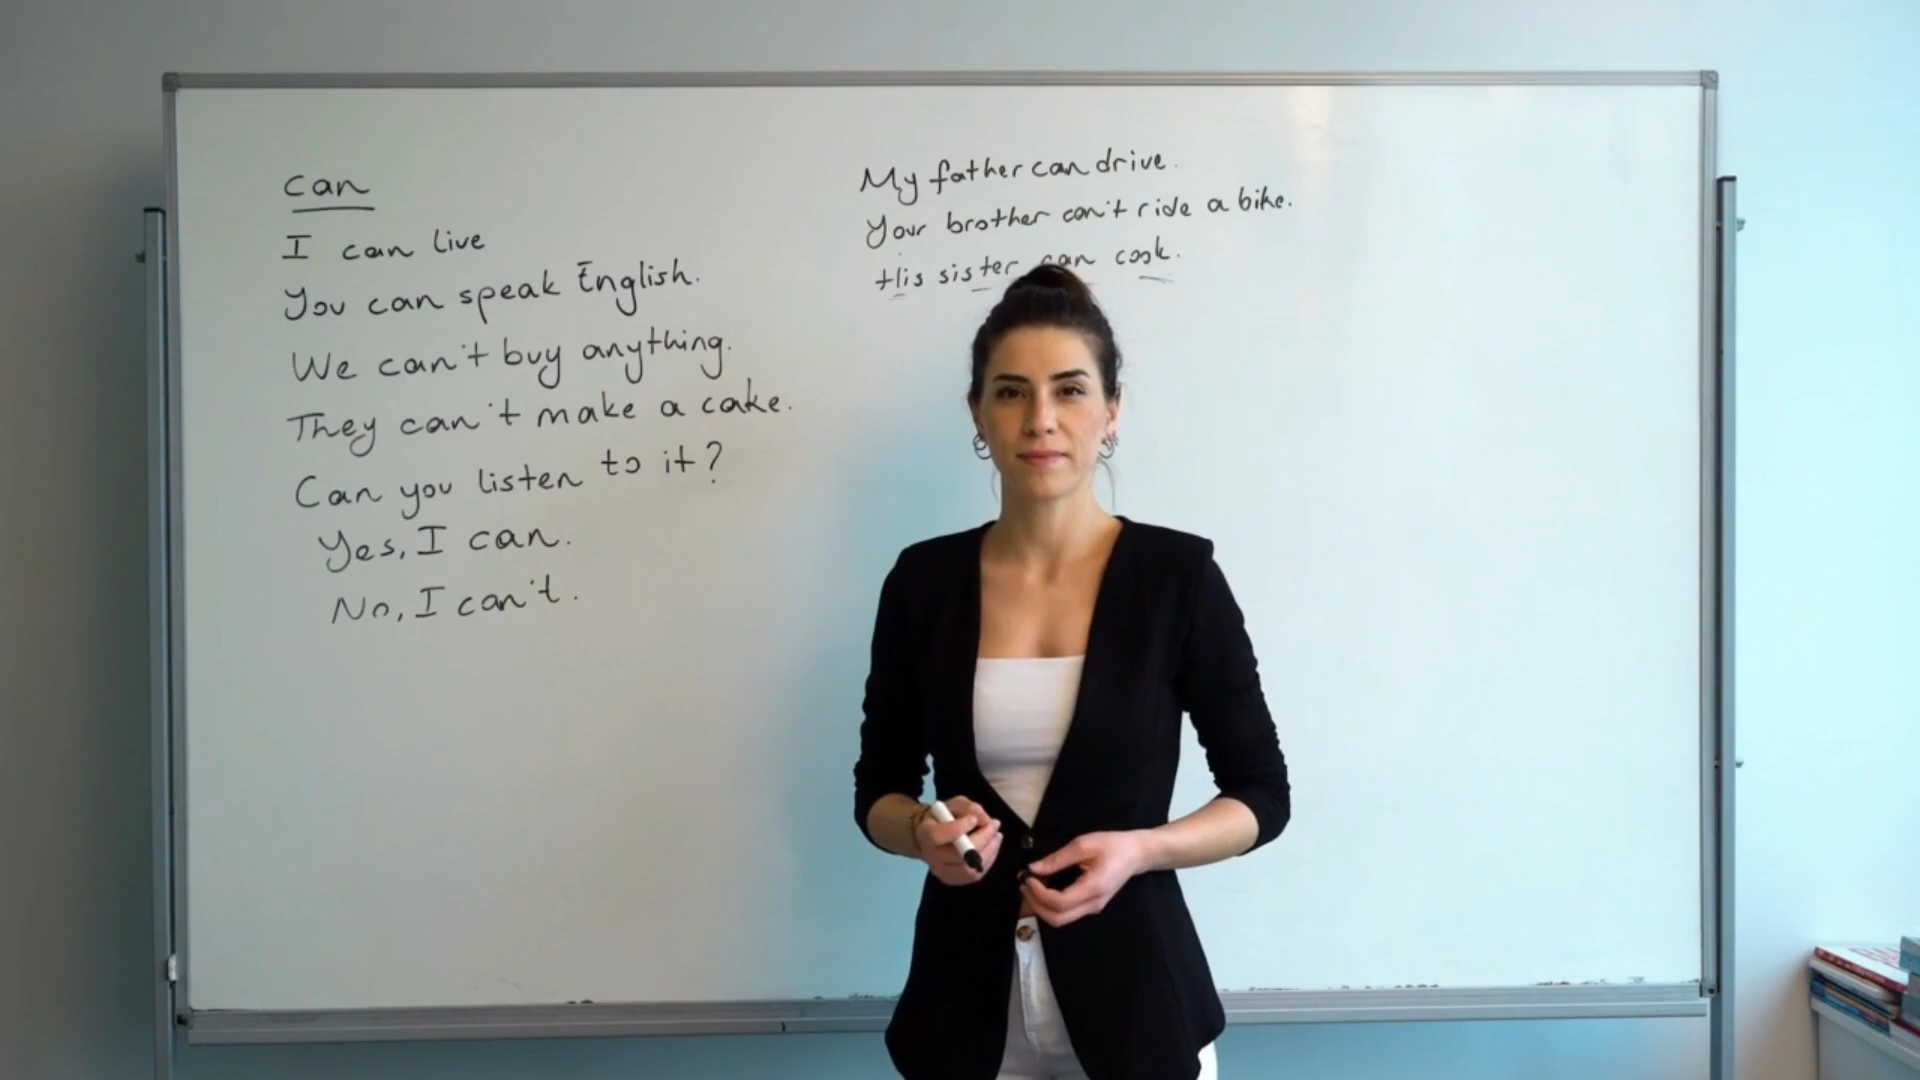 can
I can live
You can speak English.
We can't buy anything.
They can't make a cake.
Can you listen to it?
Yes, I can.
No, I can't.
My father can drive.
Your brother can't ride a bike.
His sister can cook.